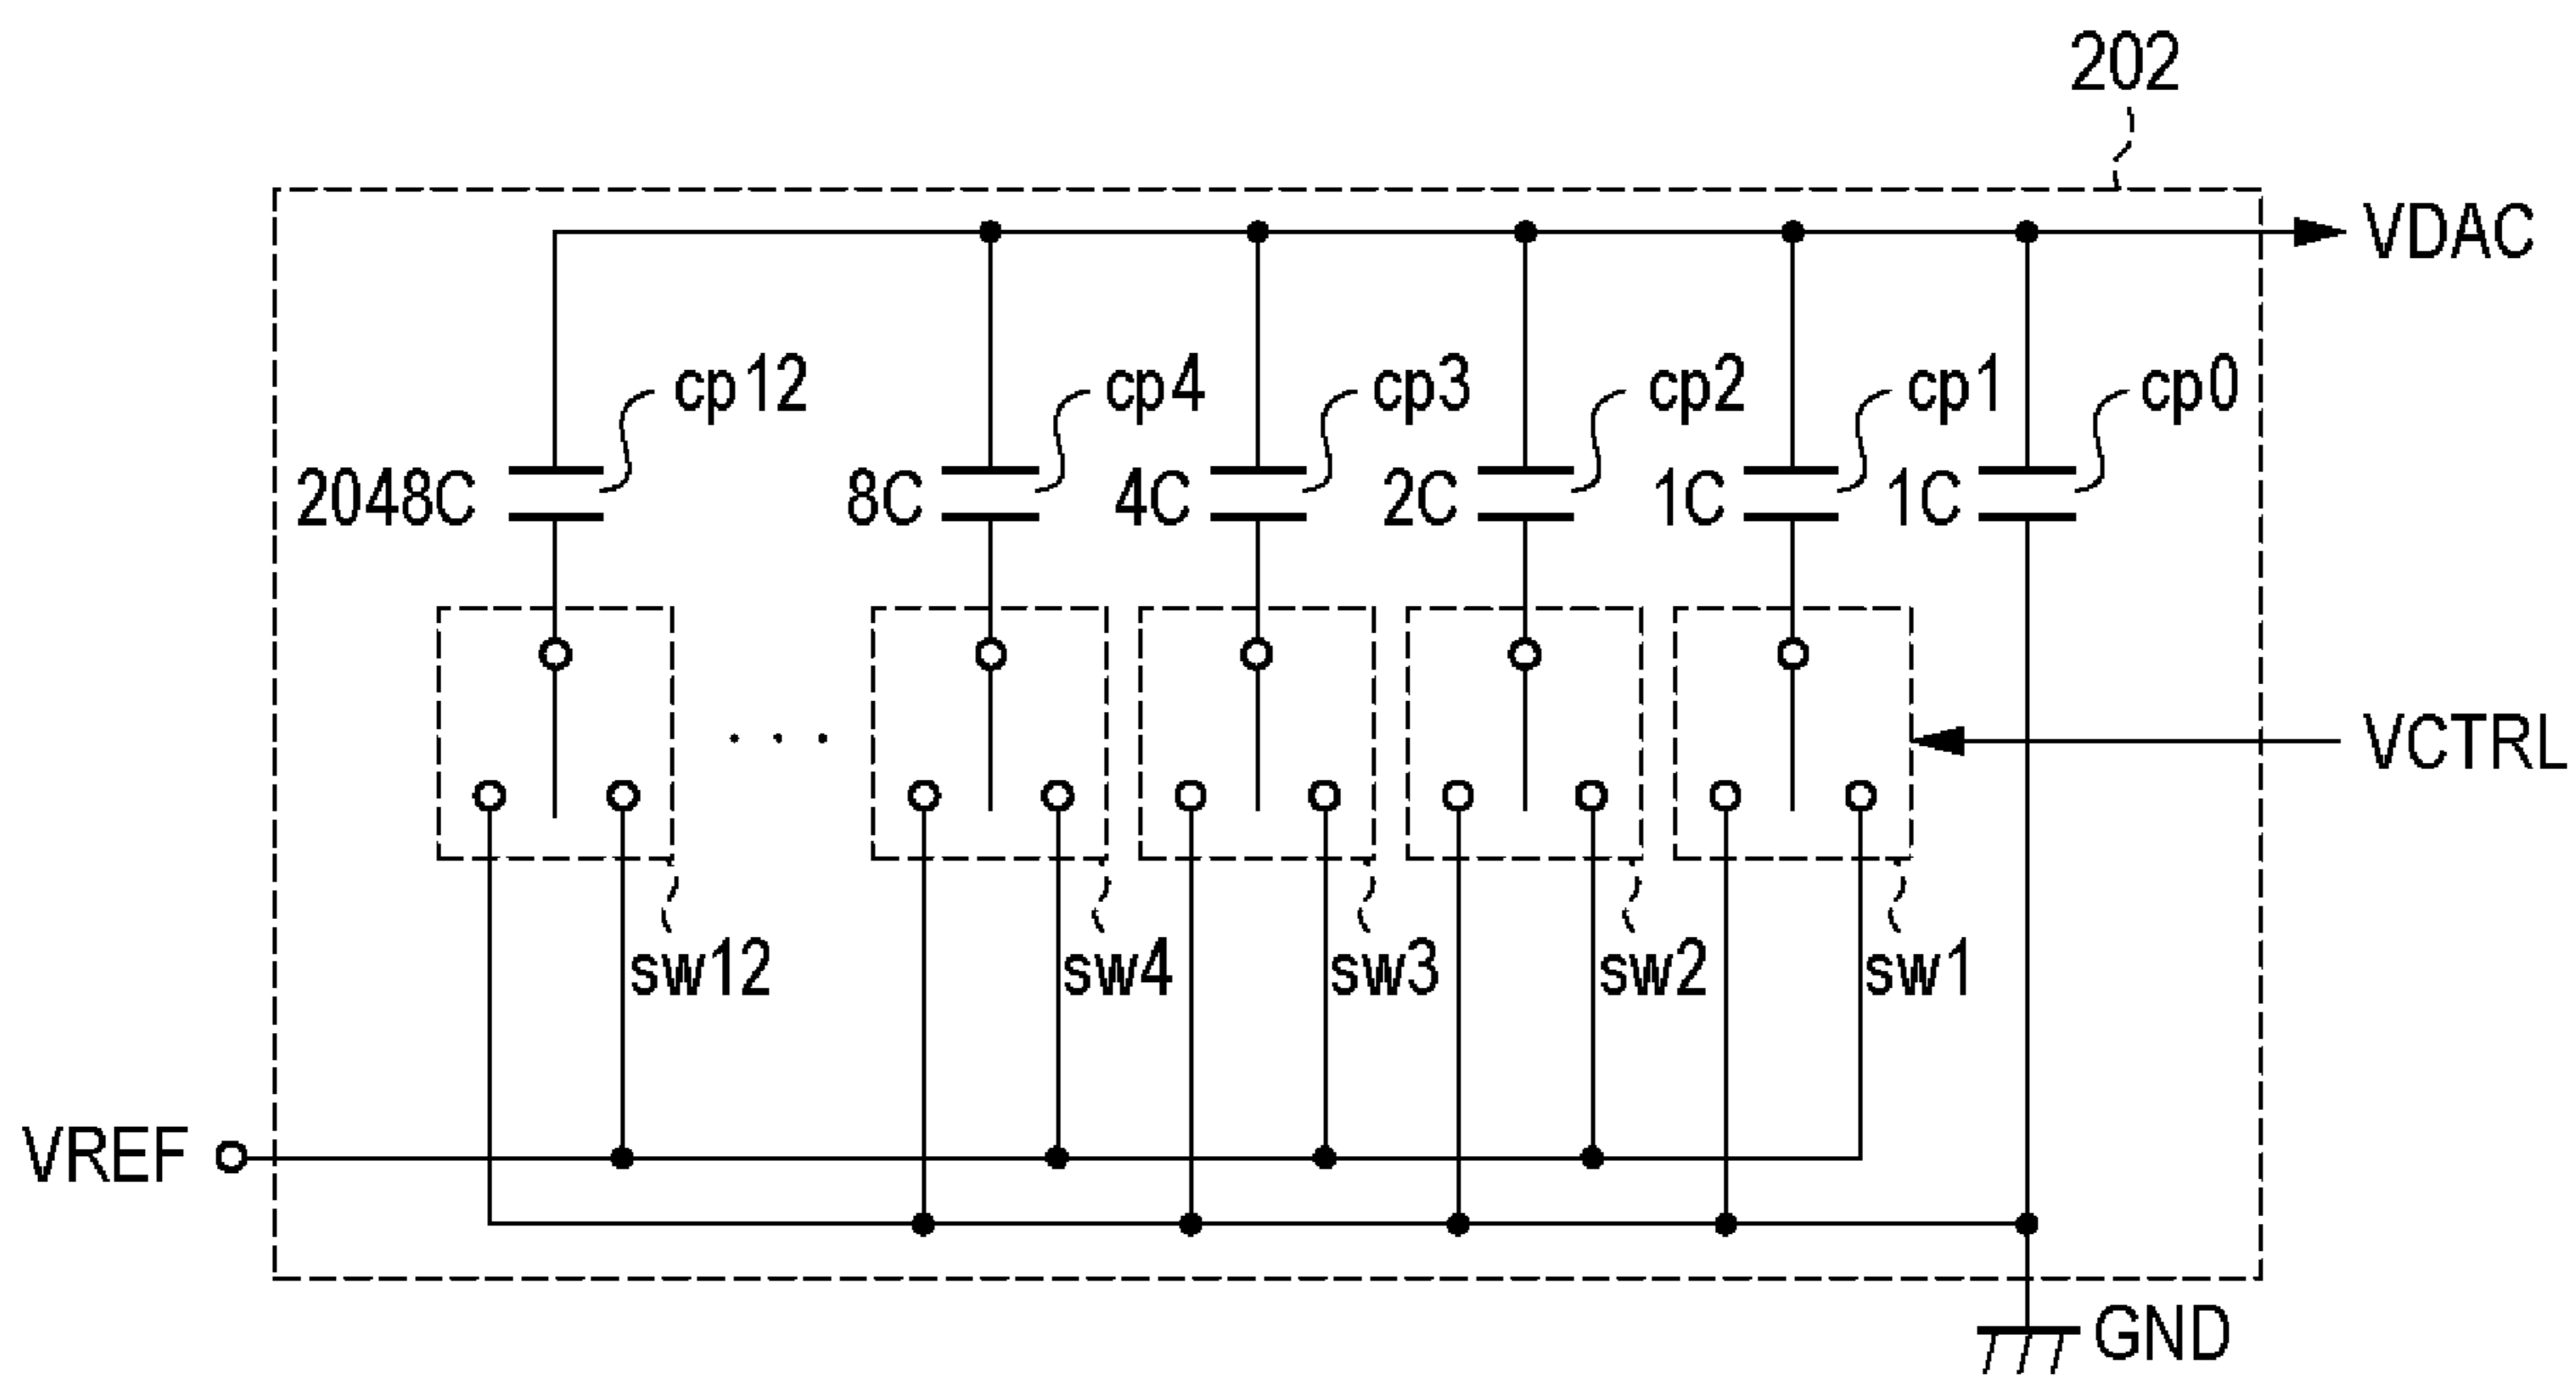 202
VDAC
cp12
cp4
cp3
cp2
cp1
cp0
2048C
8C
4C
2C
1C
1C
. . .
VCTRL
sw12
sw4
sw3
sw2
sw1
VREF
GND